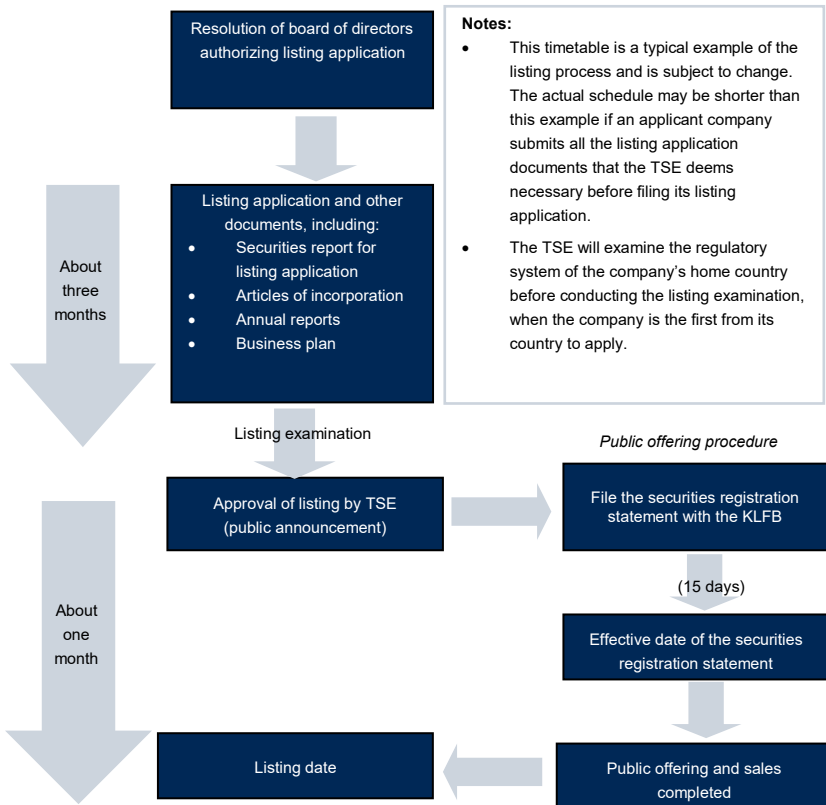 Resolution of board of directors
authorizing listing application
Notes:
• This timetable is a typical example of the
listing process and is subject to change.
The actual schedule may be shorter than
this example if an applicant company
submits all the listing application
documents that the TSE deems
necessary before filing its listing
application.
• The TSE will examine the regulatory
system of the company's home country
before conducting the listing examination,
when the company is the first from its
country to apply.
About
three
months
Listing application and other
documents, including:
• Securities report for
listing application
• Articles of incorporation
• Annual reports
• Business plan
Listing examination
Public offering procedure
Approval of listing by TSE
(public announcement)
File the securities registration
statement with the KLFB
(15 days)
About
one
month
Effective date of the securities
registration statement
Listing date
Public offering and sales
completed